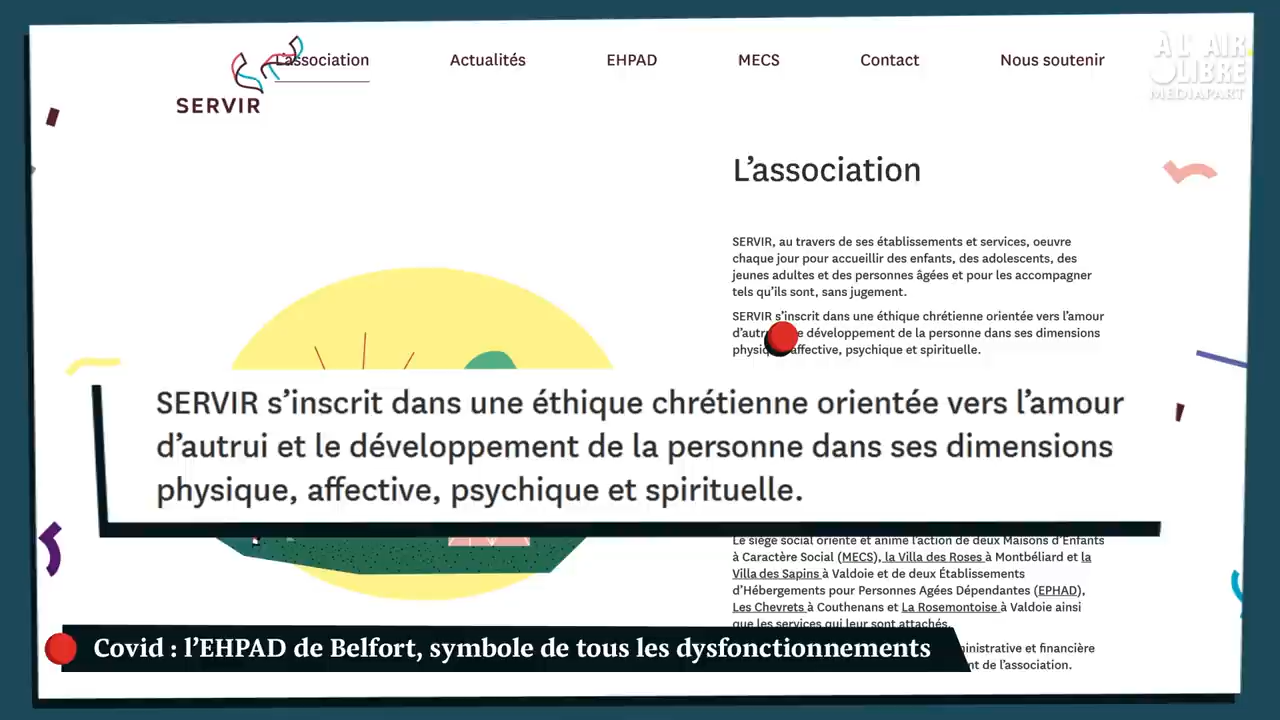 L'association
Actualités
EHPAD
MECS
Contact
Nous soutenir
SERVIR
À L'AIR
LIBRE
MEDIAPART
L'association
SERVIR, au travers de ses établissements et services, oeuvre
chaque jour pour accueillir des enfants, des adolescents, des
jeunes adultes et des personnes âgées et pour les accompagner
tels qu'ils sont, sans jugement.
SERVIR s'inscrit dans une éthique chrétienne orientée vers l'amour
développement de la personne dans ses dimensions
affective, psychique et spirituelle.
SERVIR s'inscrit dans une éthique chrétienne orientée vers l'amour
d'autrui et le développement de la personne dans ses dimensions
physique, affective, psychique et spirituelle.
Le siège social oriente et anime l'action de deux Maisons d'Enfants
à Caractère Social (MECS), la Villa des Roses à Montbéliard et la
Villa des Sapins à Valdoie et de deux Établissements
d'Hébergements pour Personnes Agées Dépendantes (EPHAD),
Les Chevrets à Couthenans et La Rosemontoise à Valdoie ainsi
que les services qui leur sont attachés.
et financière
de l'association.
Covid : l'EHPAD de Belfort, symbole de tous les dysfonctionnements